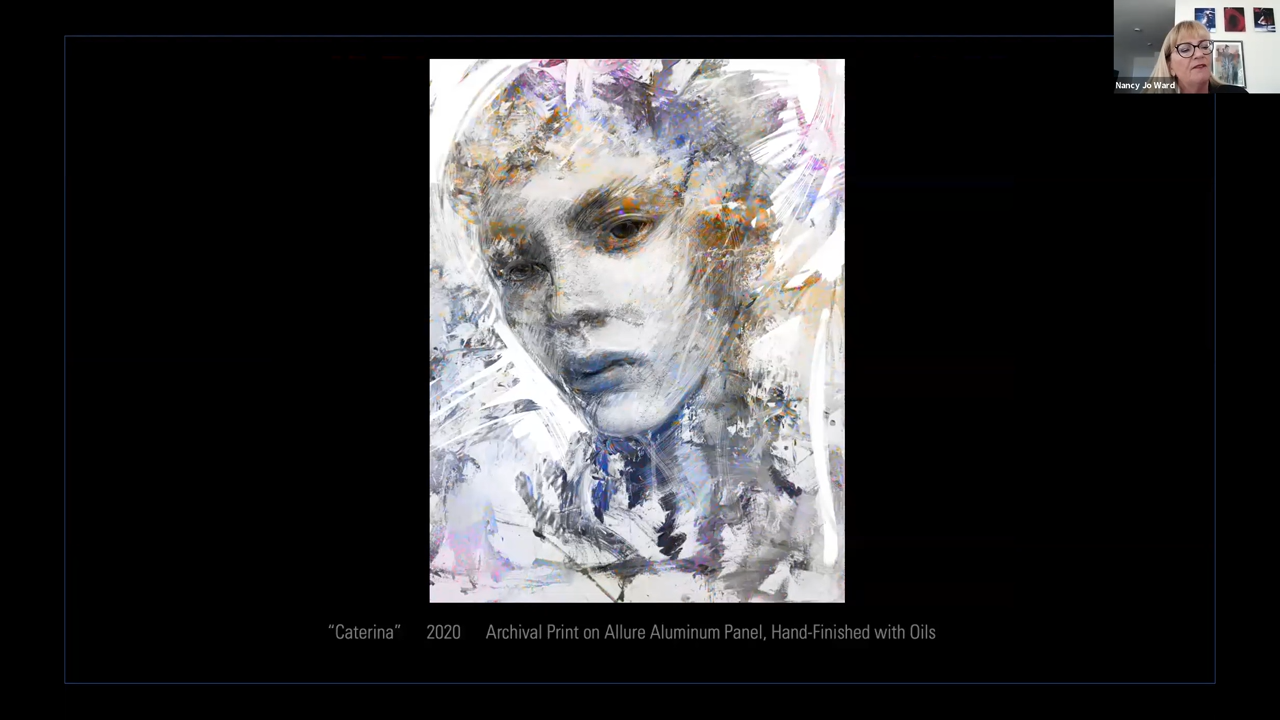 Nancy Jo Ward
“Caterina” 2020 Archival Print on Allure Aluminum Panel, Hand-Finished with Oils